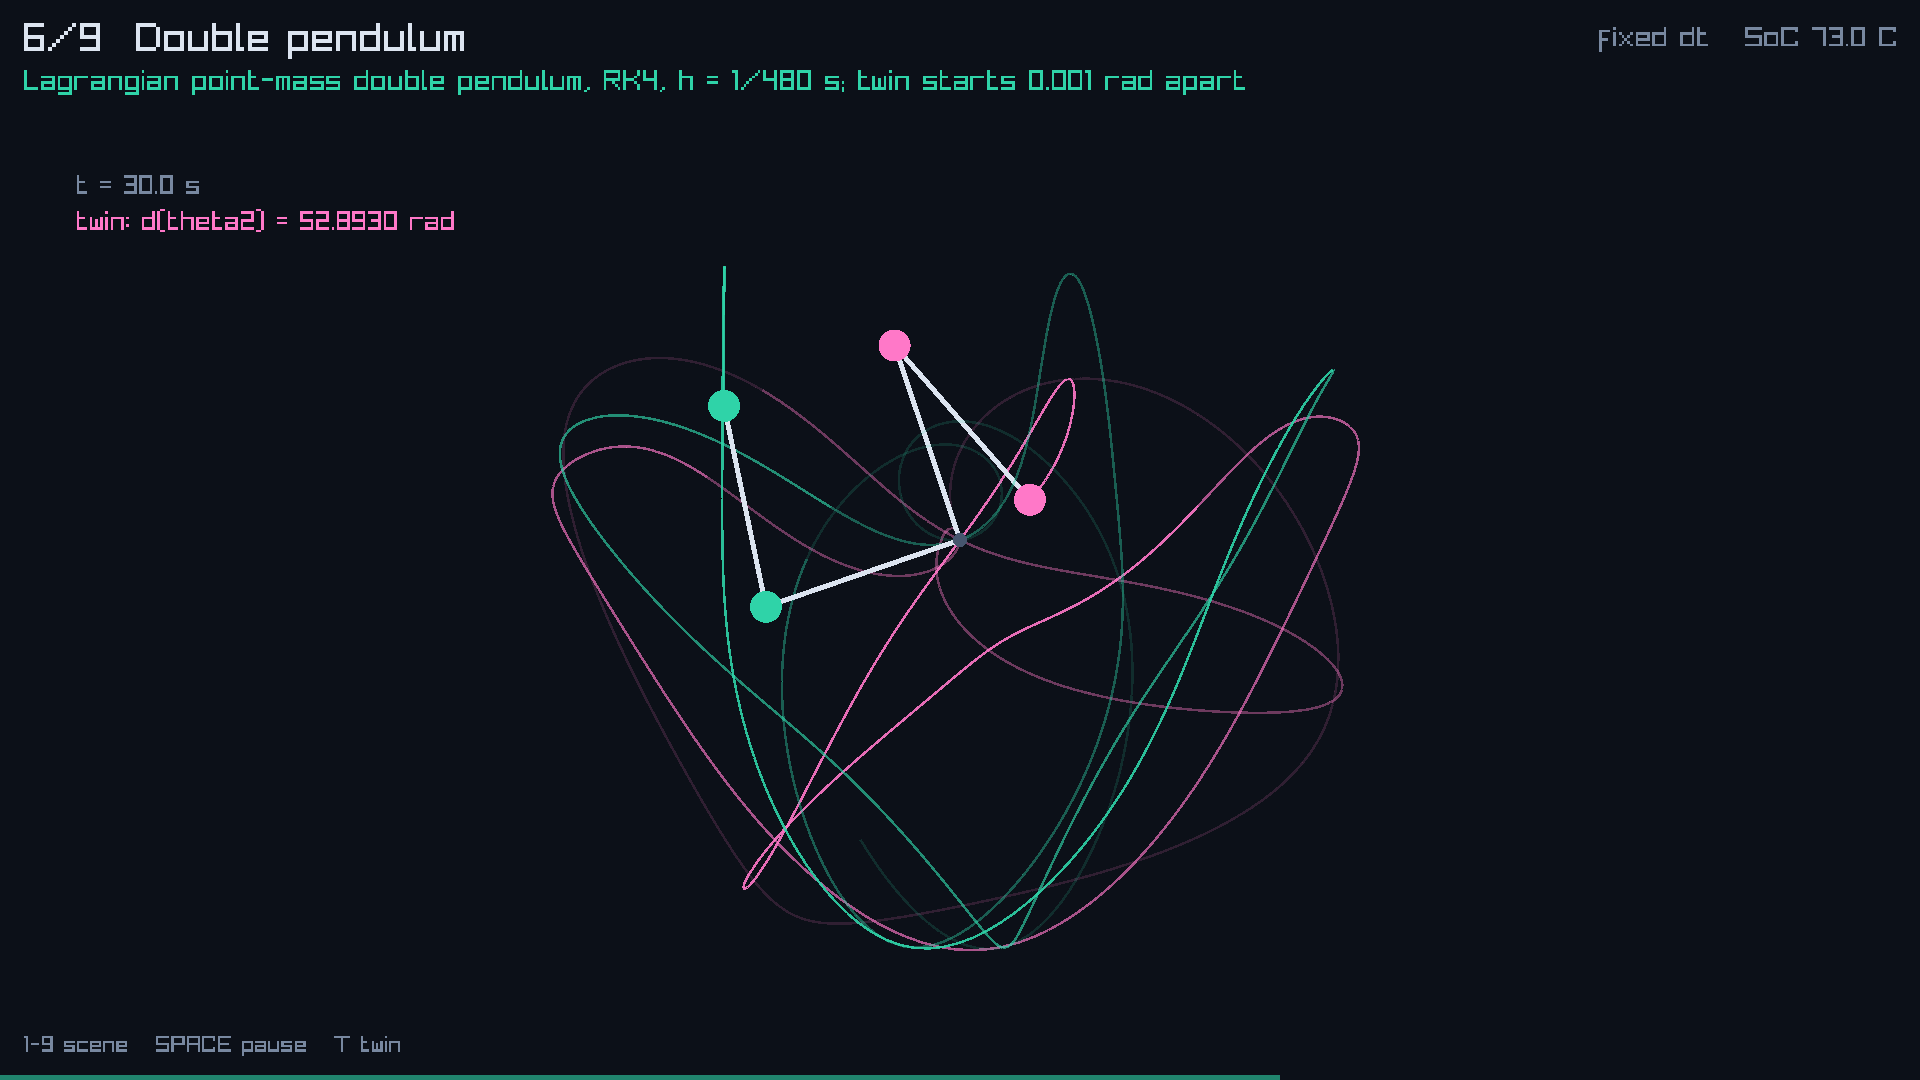 6/9 Double pendulum
Fixed dt SoC 73.0 C
Lagrangian point-mass double pendulum, RK4, h = 1/480 s; twin starts 0.001 rad apart
t = 30.0 s
twin: d(theta2) = 52.8930 rad
1-9 scene SPACE pause T twin